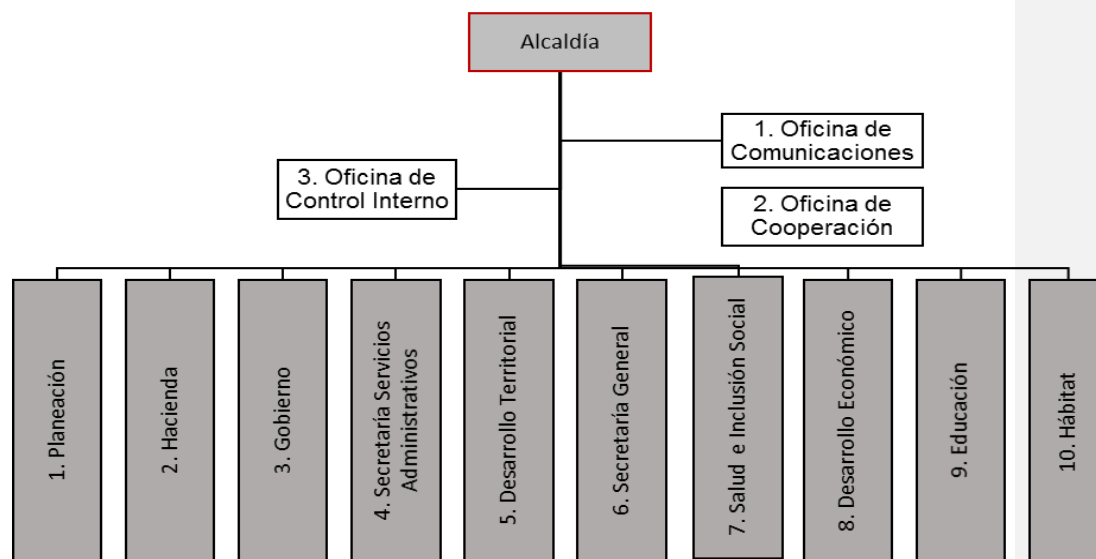 Alcaldía
1. Oficina de
Comunicaciones
3. Oficina de
Control Interno
2. Oficina de
Cooperación
1. Planeación
2. Hacienda
3. Gobierno
4. Secretaría Servicios
Administrativos
5. Desarrollo Territorial
6. Secretaría General
7. Salud e Inclusión Social
8. Desarrollo Económico
9. Educación
10. Hábitat